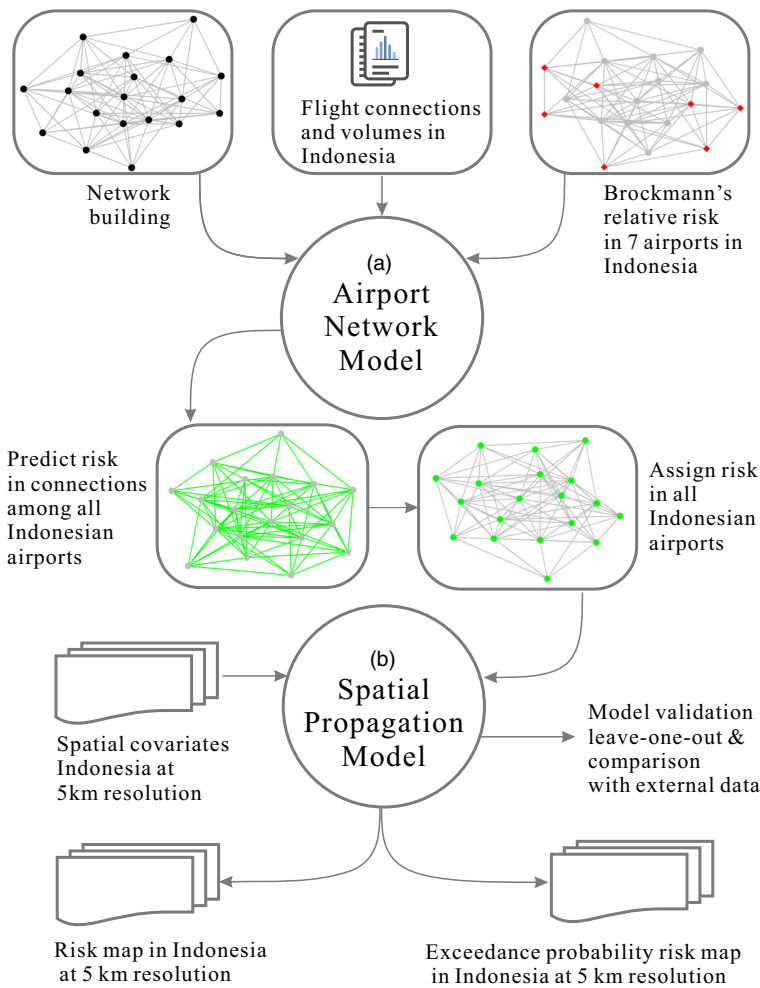 Network
building
Flight connections
and volumes in
Indonesia
Brockmann's
relative risk
in 7 airports in
Indonesia
(a)
Airport
Network
Model
Predict risk
in connections
among all
Indonesian
airports
Assign risk
in all
Indonesian
airports
(b)
Spatial
Propagation
Model
Spatial covariates
Indonesia at
5km resolution
Model validation
leave-one-out &
comparison
with external data
Risk map in Indonesia
at 5 km resolution
Exceedance probability risk map
in Indonesia at 5 km resolution